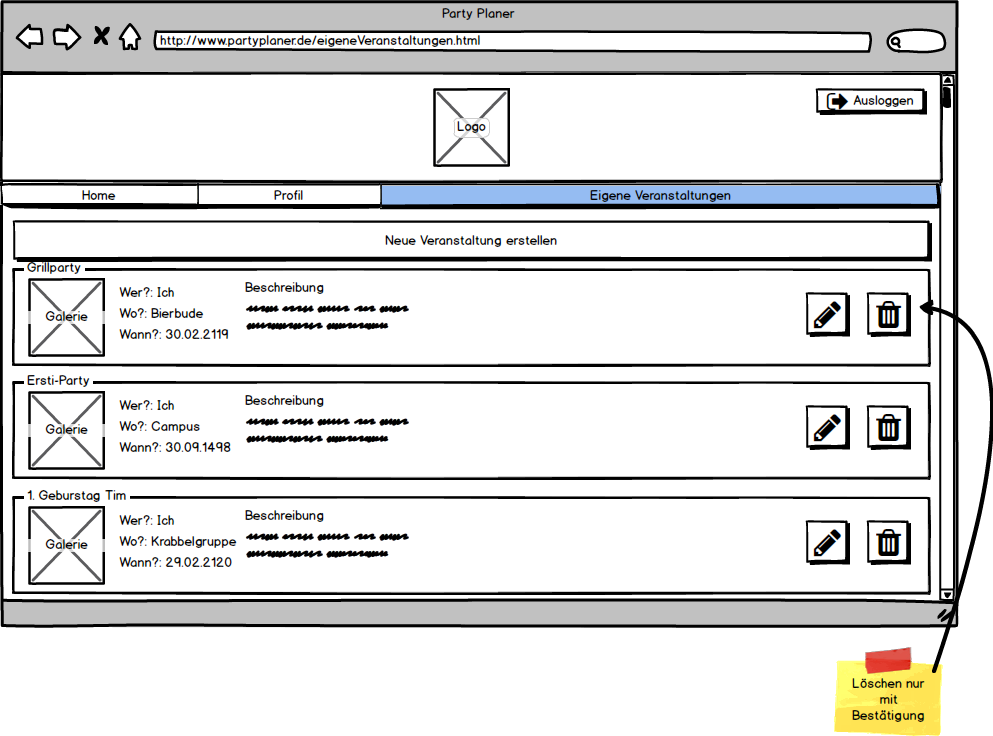 Party Planer
http://www.partyplaner.de/eigeneVeranstaltungen.html
Logo
Ausloggen
Home
Profil
Eigene Veranstaltungen
Neue Veranstaltung erstellen
Grillparty
Galerie
Wer?: Ich
Wo?: Bierbude
Wann?: 30.02.2119
Beschreibung
Ersti-Party
Galerie
Wer?: Ich
Wo?: Campus
Wann?: 30.09.1498
Beschreibung
1. Geburstag Tim
Galerie
Wer?: Ich
Wo?: Krabbelgruppe
Wann?: 29.02.2120
Beschreibung
Löschen nur
mit
Bestätigung